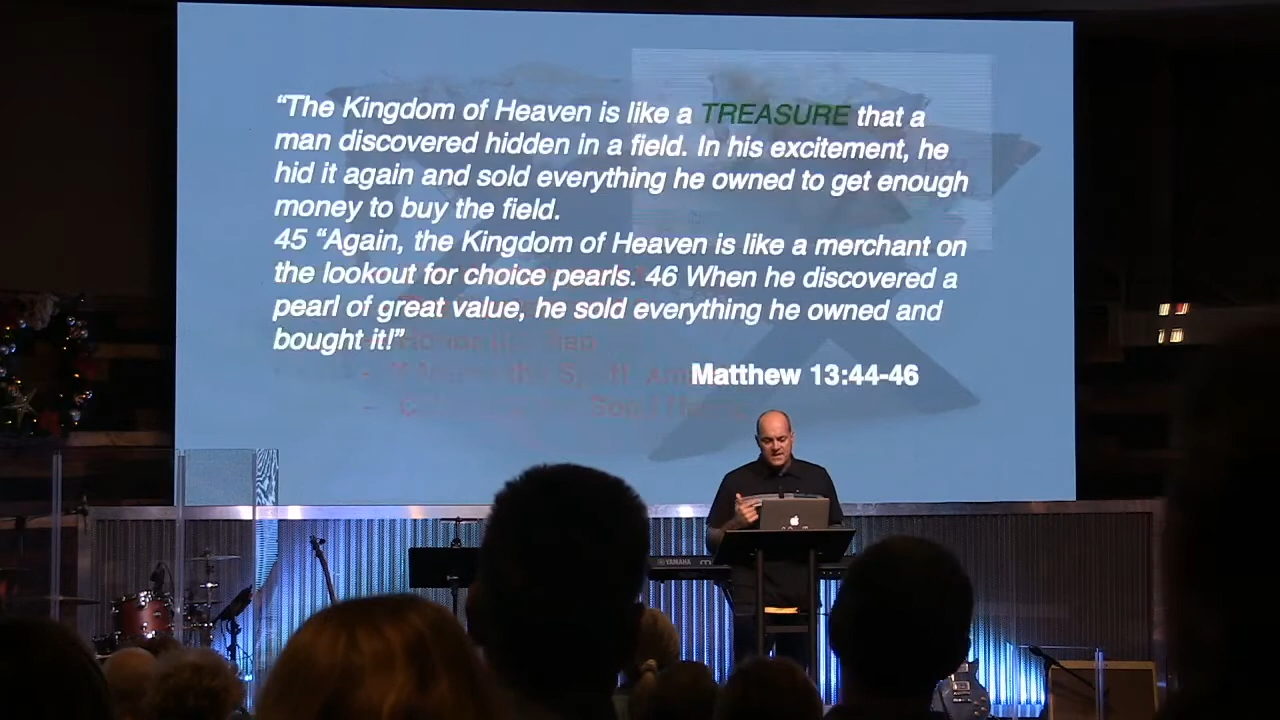 “The Kingdom of Heaven is like a TREASURE that a
man discovered hidden in a field. In his excitement, he
hid it again and sold everything he owned to get enough
money to buy the field.
45 “Again, the Kingdom of Heaven is like a merchant on
the lookout for choice pearls. 46 When he discovered a
pearl of great value, he sold everything he owned and
bought it!”
Matthew 13:44-46
YAMAHA